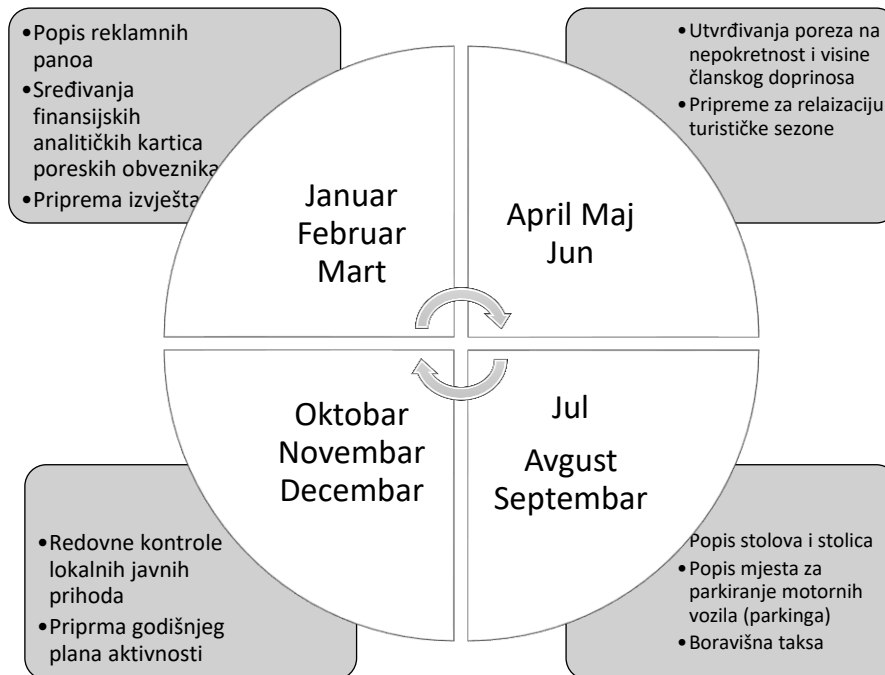 •Popis reklamnih
panoa
•Sređivanja
finansijskih
analitičkih kartica
poreskih obveznika
•Priprema izvješta
Januar
Februar
Mart
•Utvrđivanja poreza na
nepokretnost i visine
članskog doprinosa
•Pripreme za relaizaciju
turističke sezone
April Maj
Jun
Jul
Avgust
Septembar
Popis stolova i stolica
•Popis mjesta za
parkiranje motornih
vozila (parkinga)
•Boravišna taksa
Oktobar
Novembar
Decembar
•Redovne kontrole
lokalnih javnih
prihoda
•Priprma godišnjeg
plana aktivnosti